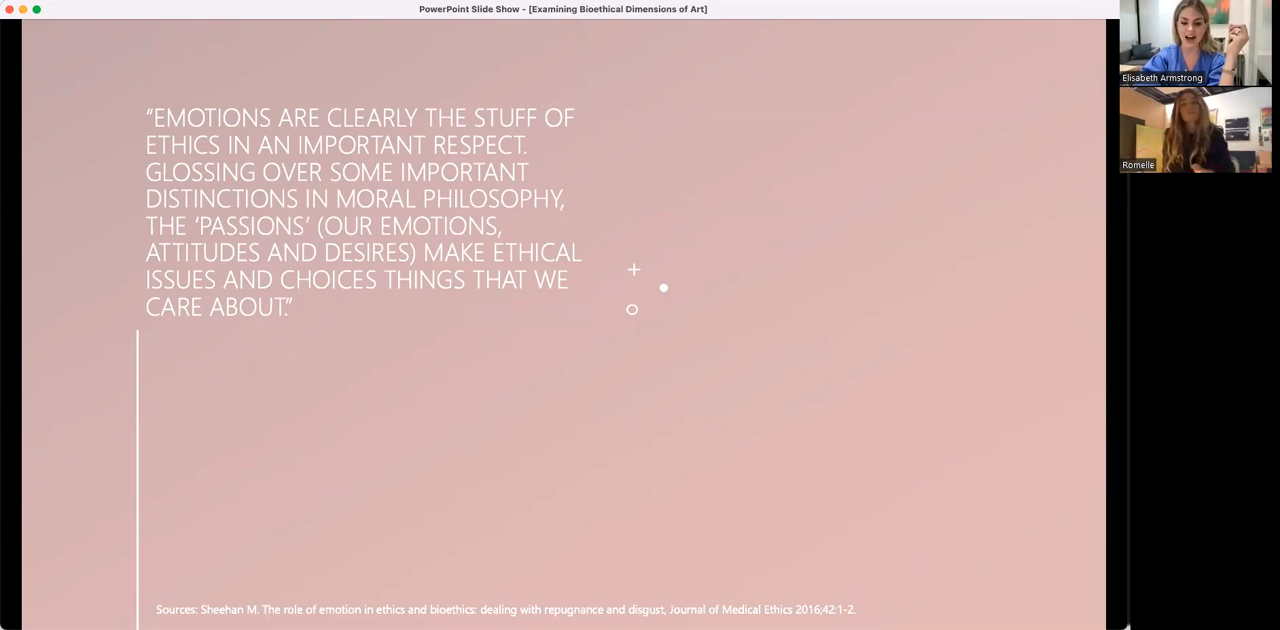 PowerPoint Slide Show - [Examining Bioethical Dimensions of Art]
Elisabeth Armstrong
Romelle
“EMOTIONS ARE CLEARLY THE STUFF OF
ETHICS IN AN IMPORTANT RESPECT.
GLOSSING OVER SOME IMPORTANT
DISTINCTIONS IN MORAL PHILOSOPHY,
THE ‘PASSIONS’ (OUR EMOTIONS,
ATTITUDES AND DESIRES) MAKE ETHICAL
ISSUES AND CHOICES THINGS THAT WE
CARE ABOUT.”
Sources: Sheehan M. The role of emotion in ethics and bioethics: dealing with repugnance and disgust, Journal of Medical Ethics 2016;42:1-2.